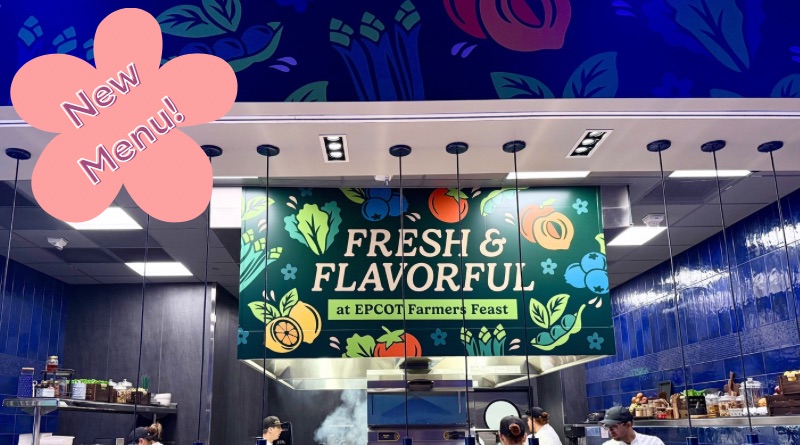 New
Menu!
FRESH &
FLAVORFUL
at EPCOT Farmers Feast